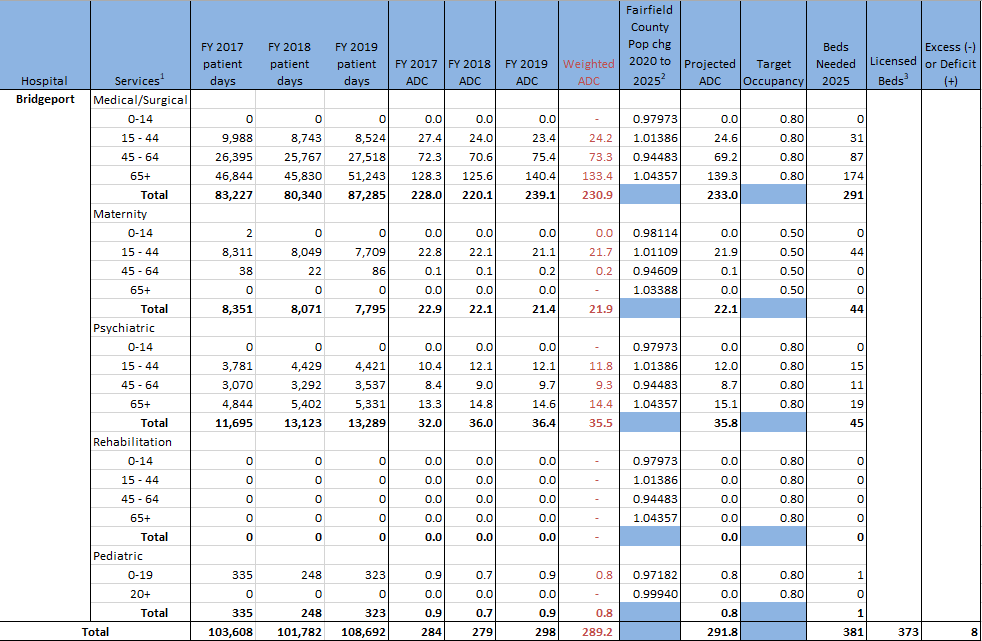 Hospital Services1 FY 2017 patient days FY 2018 patient days FY 2019 patient days FY 2017 ADC FY 2018 ADC FY 2019 ADC Weighted ADC Fairfield County Pop chg 2020 to 20252 Projected ADC Target Occupancy Beds Needed 2025 Licensed Beds3 Excess (-) or Deficit (+)
Bridgeport Medical/Surgical
0-14 0 0 0 0.0 0.0 0.0 - 0.97973 0.0 0.80 0
15 - 44 9,988 8,743 8,524 27.4 24.0 23.4 24.2 1.01386 24.6 0.80 31
45 - 64 26,395 25,767 27,518 72.3 70.6 75.4 73.3 0.94483 69.2 0.80 87
65+ 46,844 45,830 51,243 128.3 125.6 140.4 133.4 1.04357 139.3 0.80 174
Total 83,227 80,340 87,285 228.0 220.1 239.1 230.9 233.0 291
Maternity
0-14 2 0 0 0.0 0.0 0.0 0.0 0.98114 0.0 0.50 0
15 - 44 8,311 8,049 7,709 22.8 22.1 21.1 21.7 1.01109 21.9 0.50 44
45 - 64 38 22 86 0.1 0.1 0.2 0.2 0.94609 0.1 0.50 0
65+ 0 0 0 0.0 0.0 0.0 - 1.03388 0.0 0.50 0
Total 8,351 8,071 7,795 22.9 22.1 21.4 21.9 22.1 44
Psychiatric
0-14 0 0 0 0.0 0.0 0.0 - 0.97973 0.0 0.80 0
15 - 44 3,781 4,429 4,421 10.4 12.1 12.1 11.8 1.01386 12.0 0.80 15
45 - 64 3,070 3,292 3,537 8.4 9.0 9.7 9.3 0.94483 8.7 0.80 11
65+ 4,844 5,402 5,331 13.3 14.8 14.6 14.4 1.04357 15.1 0.80 19
Total 11,695 13,123 13,289 32.0 36.0 36.4 35.5 35.8 45
Rehabilitation
0-14 0 0 0 0.0 0.0 0.0 - 0.97973 0.0 0.80 0
15 - 44 0 0 0 0.0 0.0 0.0 - 1.01386 0.0 0.80 0
45 - 64 0 0 0 0.0 0.0 0.0 - 0.94483 0.0 0.80 0
65+ 0 0 0 0.0 0.0 0.0 - 1.04357 0.0 0.80 0
Total 0 0 0 0.0 0.0 0.0 - 0.0 0
Pediatric
0-19 335 248 323 0.9 0.7 0.9 0.8 0.97182 0.8 0.80 1
20+ 0 0 0 0.0 0.0 0.0 - 0.99940 0.0 0.80 0
Total 335 248 323 0.9 0.7 0.9 0.8 0.8 1
Total 103,608 101,782 108,692 284 279 298 289.2 291.8 381 373 8